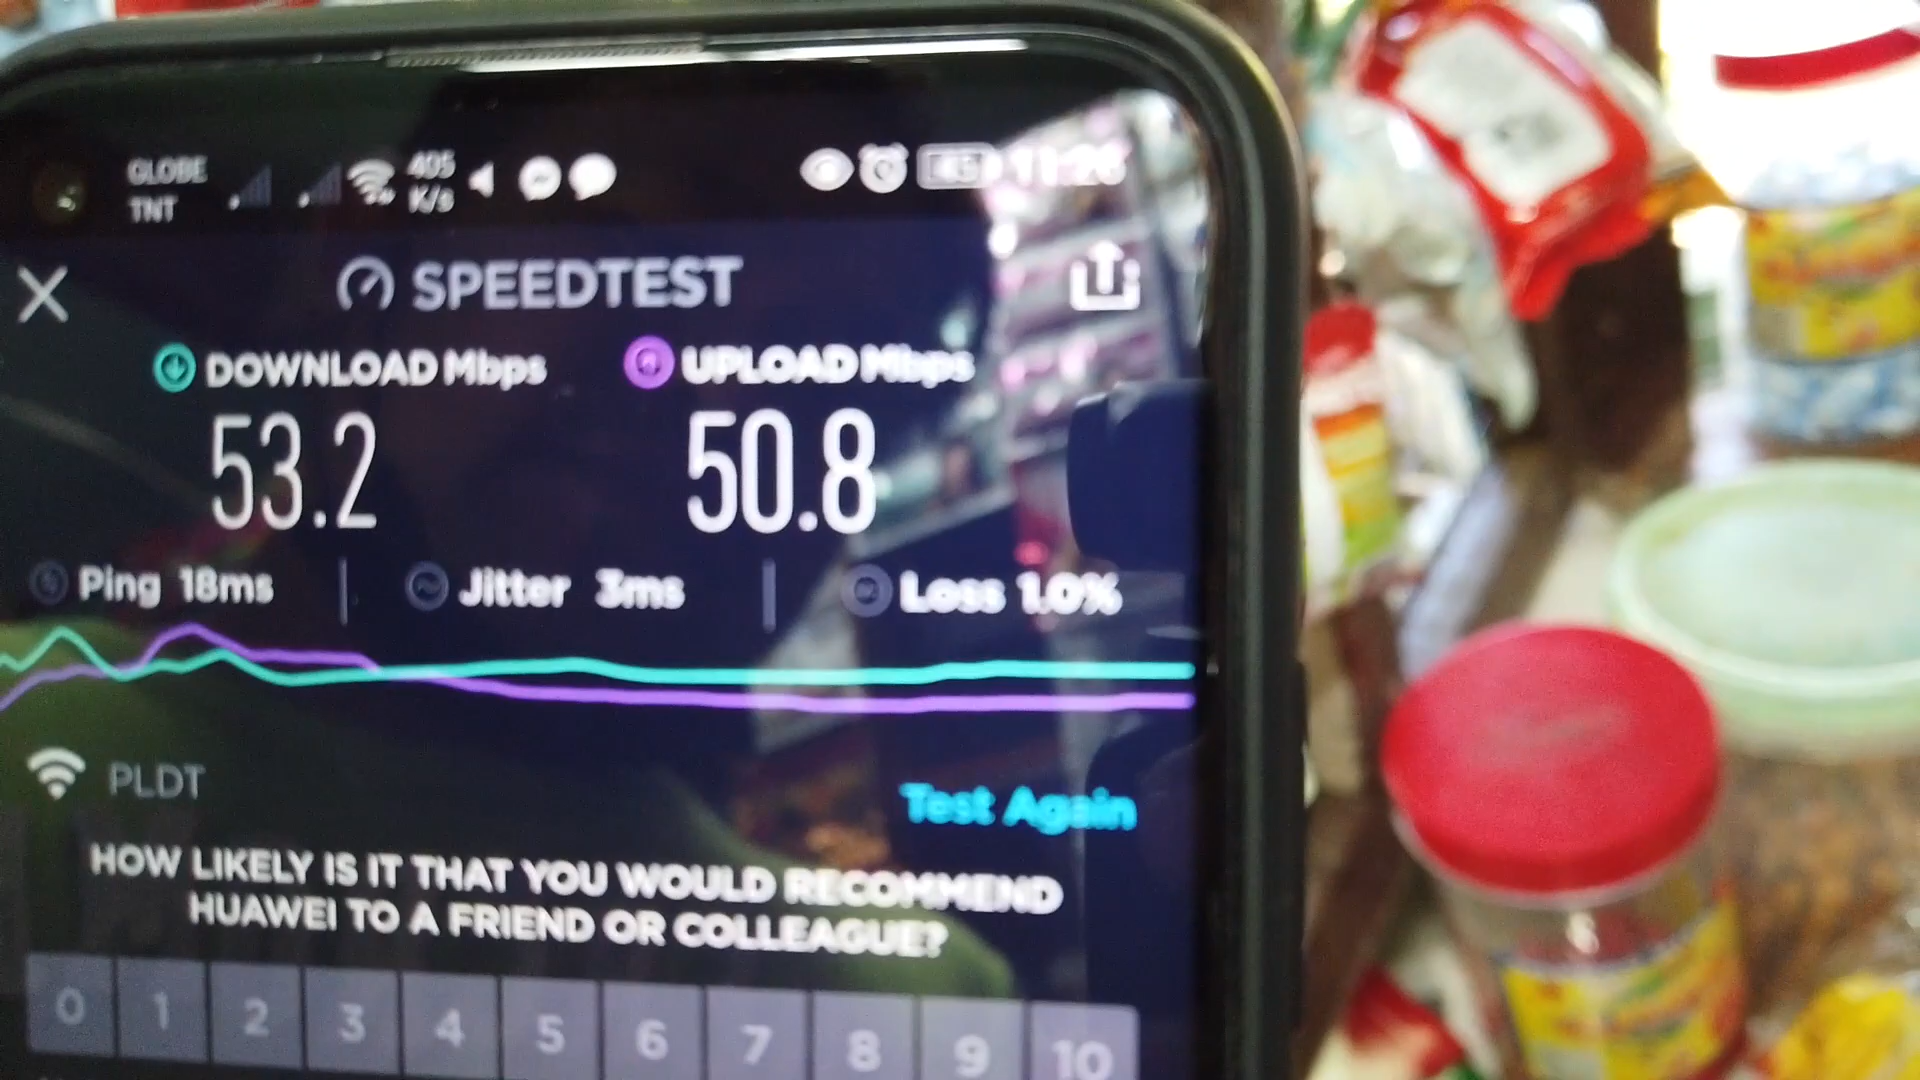 GLOBE
TNT
405
K/s
SPEEDTEST
DOWNLOAD Mbps
UPLOAD Mbps
53.2
50.8
Ping 18ms
Jitter 3ms
Loss 1.0%
PLDT
Test Again
HOW LIKELY IS IT THAT YOU WOULD RECOMMEND
HUAWEI TO A FRIEND OR COLLEAGUE?
0 1 2 3 4 5 6 7 8 9 10